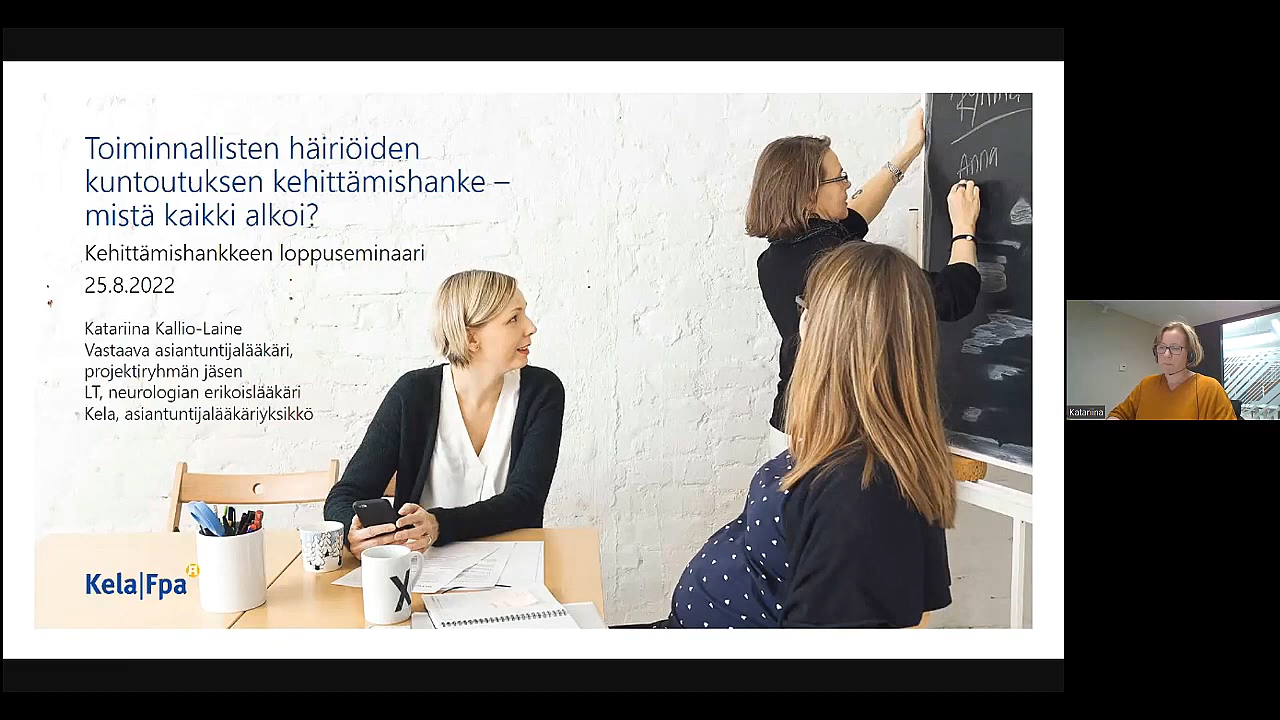 Toiminnallisten häiriöiden
kuntoutuksen kehittämishanke –
mistä kaikki alkoi?
Kehittämishankkeen loppuseminaari
25.8.2022
Katariina Kallio-Laine
Vastaava asiantuntijalääkäri,
projektiryhmän jäsen
LT, neurologian erikoislääkäri
Kela, asiantuntijalääkäriyksikkö
Kela|Fpa
X
Anna
Katariina